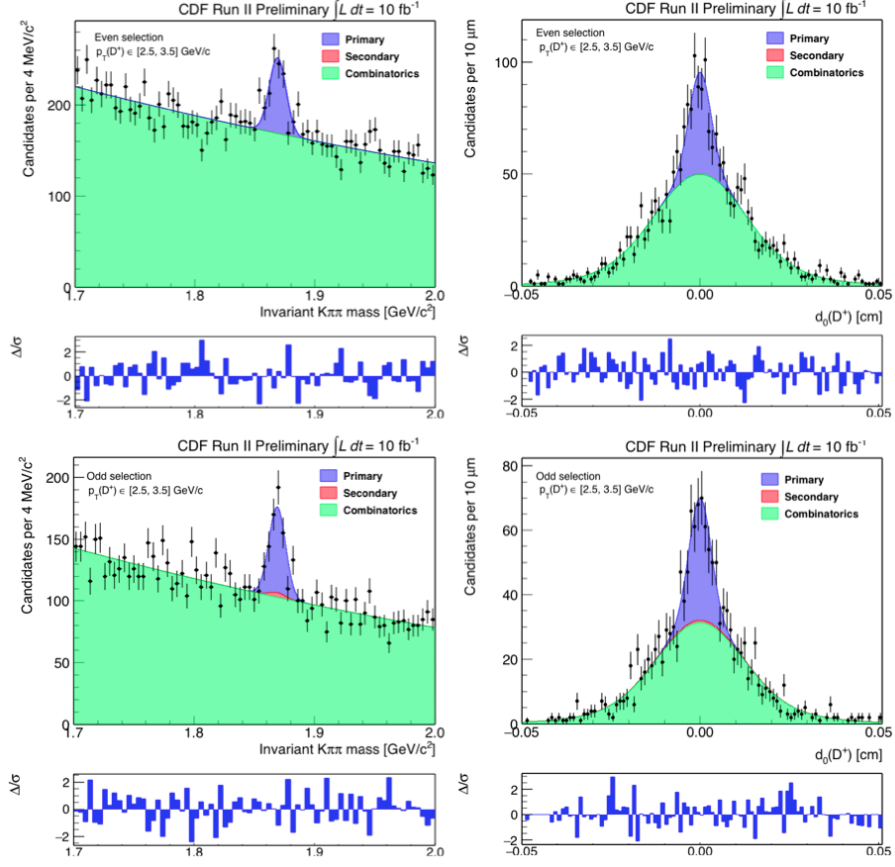 CDF Run II Preliminary ∫L dt = 10 fb⁻¹
Even selection
p_T(D⁺) ∈ [2.5, 3.5] GeV/c
Primary
Secondary
Combinatorics
Candidates per 4 MeV/c²
200
100
0
1.7
1.8
1.9
2.0
Invariant Kππ mass [GeV/c²]
Δ/σ
2
0
−2
1.7
1.8
1.9
2.0
CDF Run II Preliminary ∫L dt = 10 fb⁻¹
Even selection
p_T(D⁺) ∈ [2.5, 3.5] GeV/c
Primary
Secondary
Combinatorics
Candidates per 10 μm
100
50
0
−0.05
0.00
0.05
d₀(D⁺) [cm]
Δ/σ
2
0
−2
−0.05
0.00
0.05
CDF Run II Preliminary ∫L dt = 10 fb⁻¹
Odd selection
p_T(D⁺) ∈ [2.5, 3.5] GeV/c
Primary
Secondary
Combinatorics
Candidates per 4 MeV/c²
200
150
100
50
0
1.7
1.8
1.9
2.0
Invariant Kππ mass [GeV/c²]
Δ/σ
2
0
−2
1.7
1.8
1.9
2.0
CDF Run II Preliminary ∫L dt = 10 fb⁻¹
Odd selection
p_T(D⁺) ∈ [2.5, 3.5] GeV/c
Primary
Secondary
Combinatorics
Candidates per 10 μm
80
60
40
20
0
−0.05
0.00
0.05
d₀(D⁺) [cm]
Δ/σ
2
0
−2
−0.05
0.00
0.05